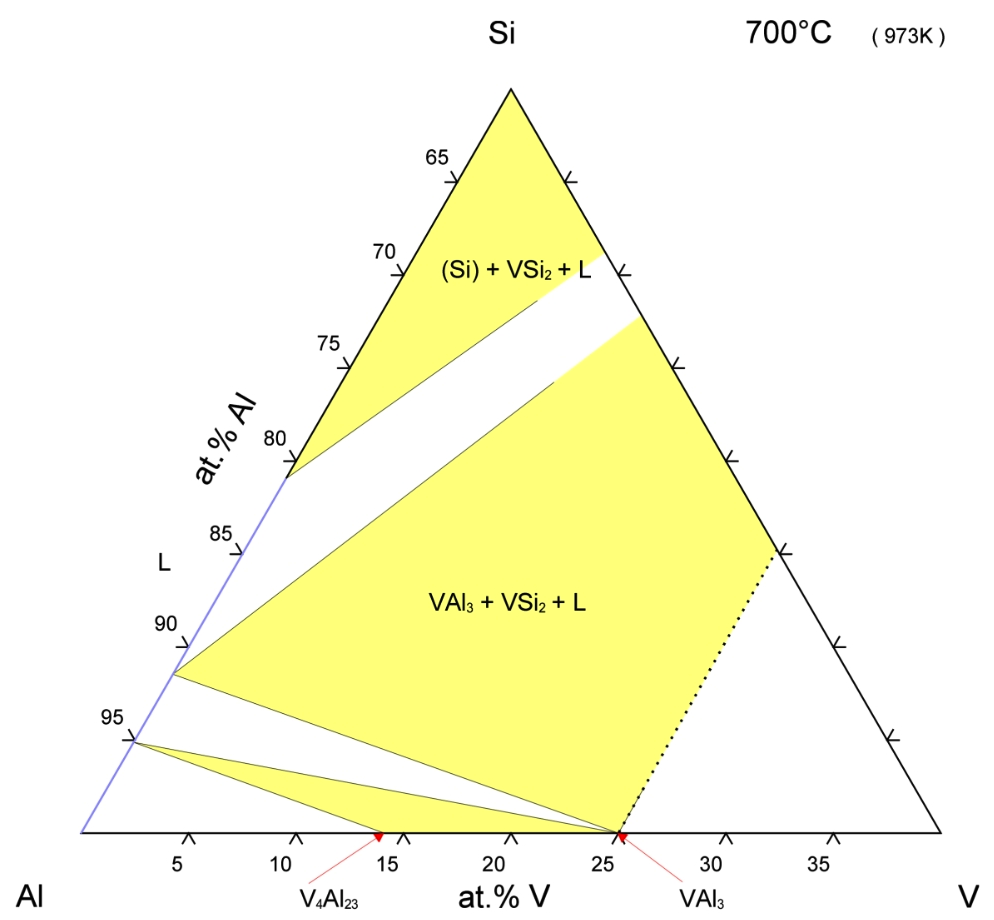 Si
700°C (973K)
65
70
(Si) + VSi₂ + L
75
at.% Al
80
85
L
VAl₃ + VSi₂ + L
90
95
5 10 15 20 25 30 35
Al V₄Al₂₃ at.% V VAl₃ V